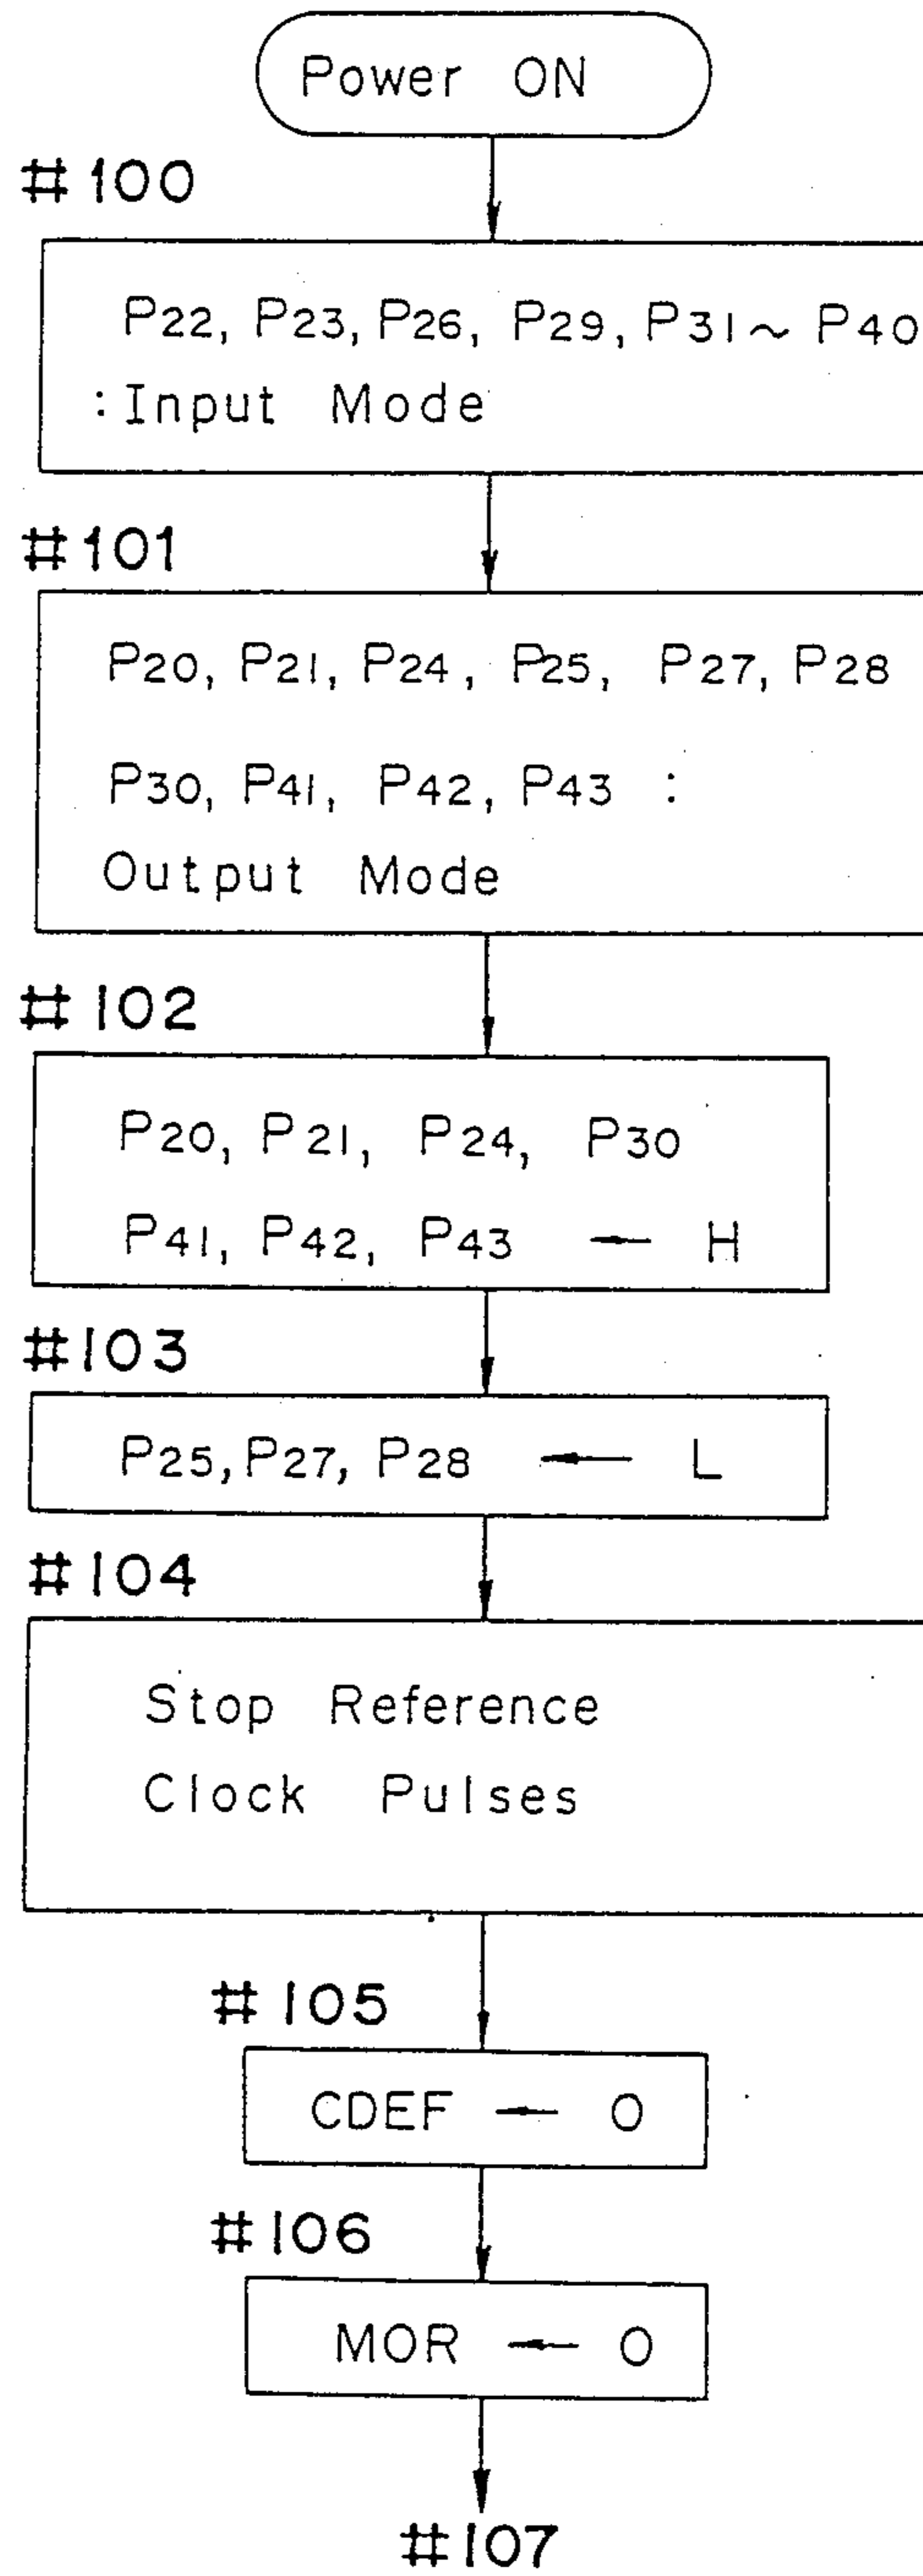 Power ON
#100
P22, P23, P26, P29, P31~ P40
:Input Mode
#101
P20, P21, P24, P25, P27, P28
P30, P41, P42, P43 :
Output Mode
#102
P20, P21, P24, P30
P41, P42, P43 ← H
#103
P25, P27, P28 ← L
#104
Stop Reference
Clock Pulses
#105
CDEF ← 0
#106
MOR ← 0
#107